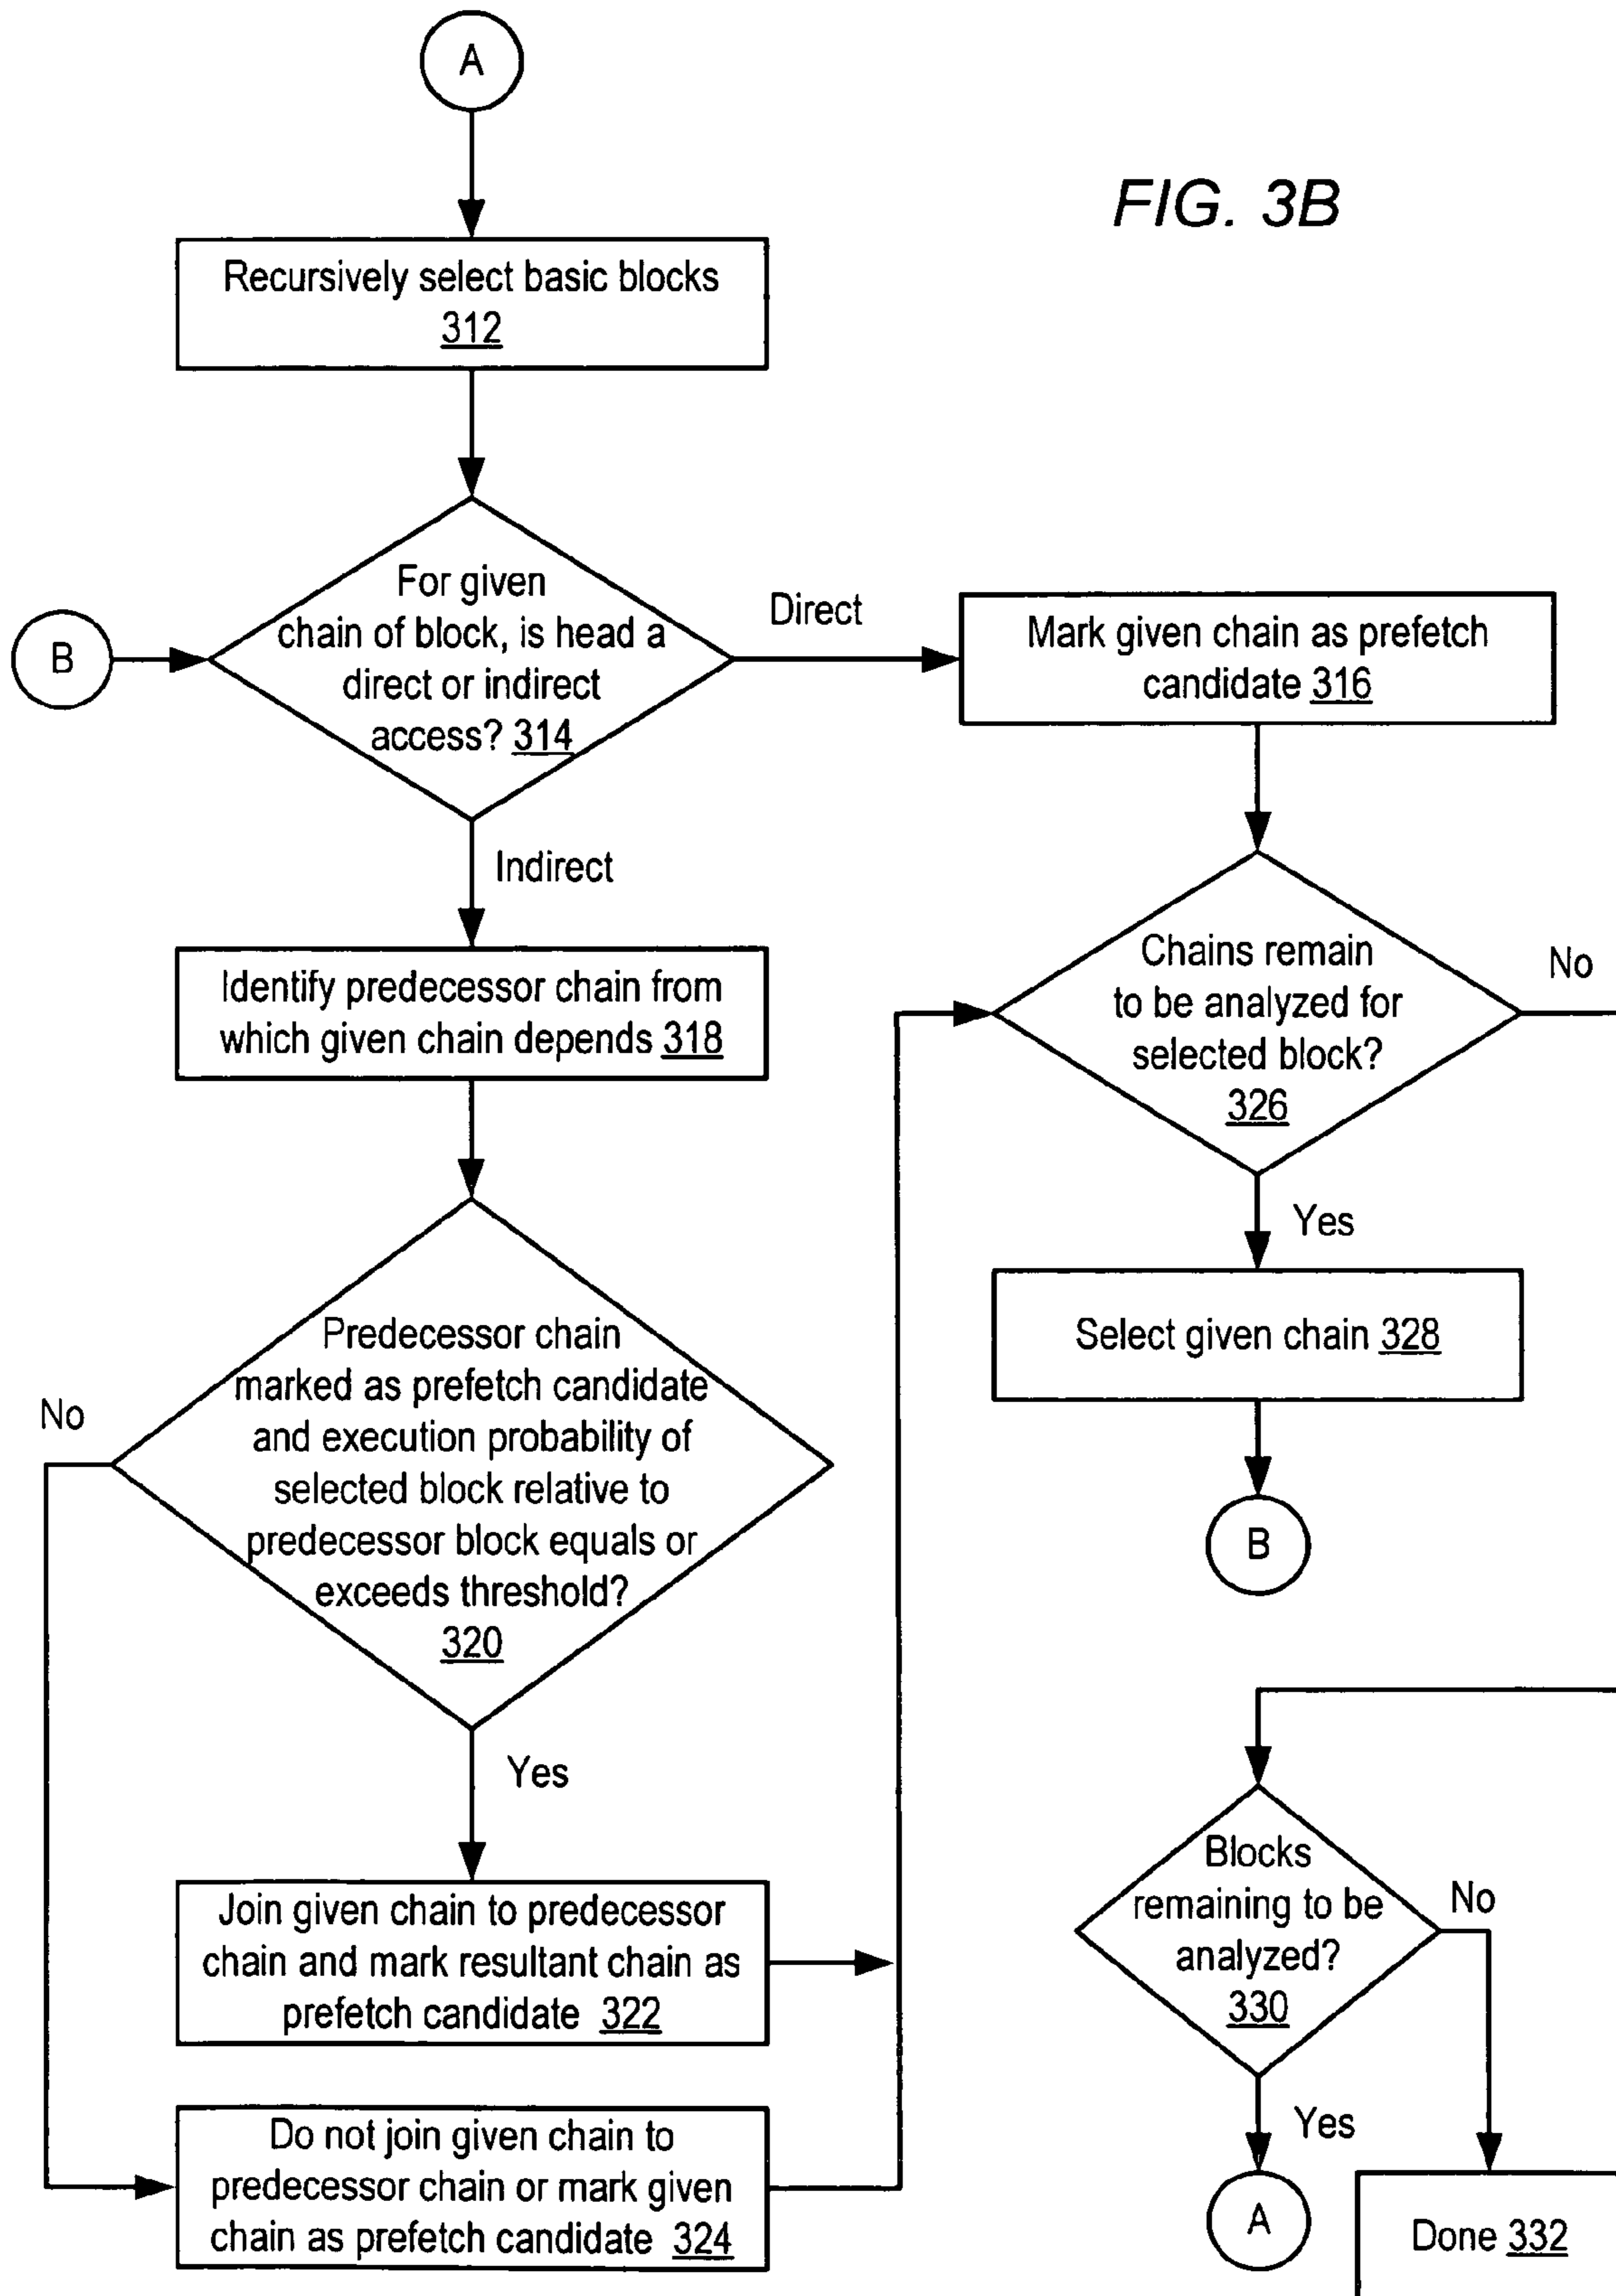 A
FIG. 3B
Recursively select basic blocks
312
For given
chain of block, is head a
direct or indirect
access? 314
B
Direct
Mark given chain as prefetch
candidate 316
Indirect
Identify predecessor chain from
which given chain depends 318
Chains remain
to be analyzed for
selected block?
326
No
Yes
Select given chain 328
B
Predecessor chain
marked as prefetch candidate
and execution probability of
selected block relative to
predecessor block equals or
exceeds threshold?
320
No
Yes
Join given chain to predecessor
chain and mark resultant chain as
prefetch candidate 322
Do not join given chain to
predecessor chain or mark given
chain as prefetch candidate 324
Blocks
remaining to be
analyzed?
330
No
Yes
A
Done 332